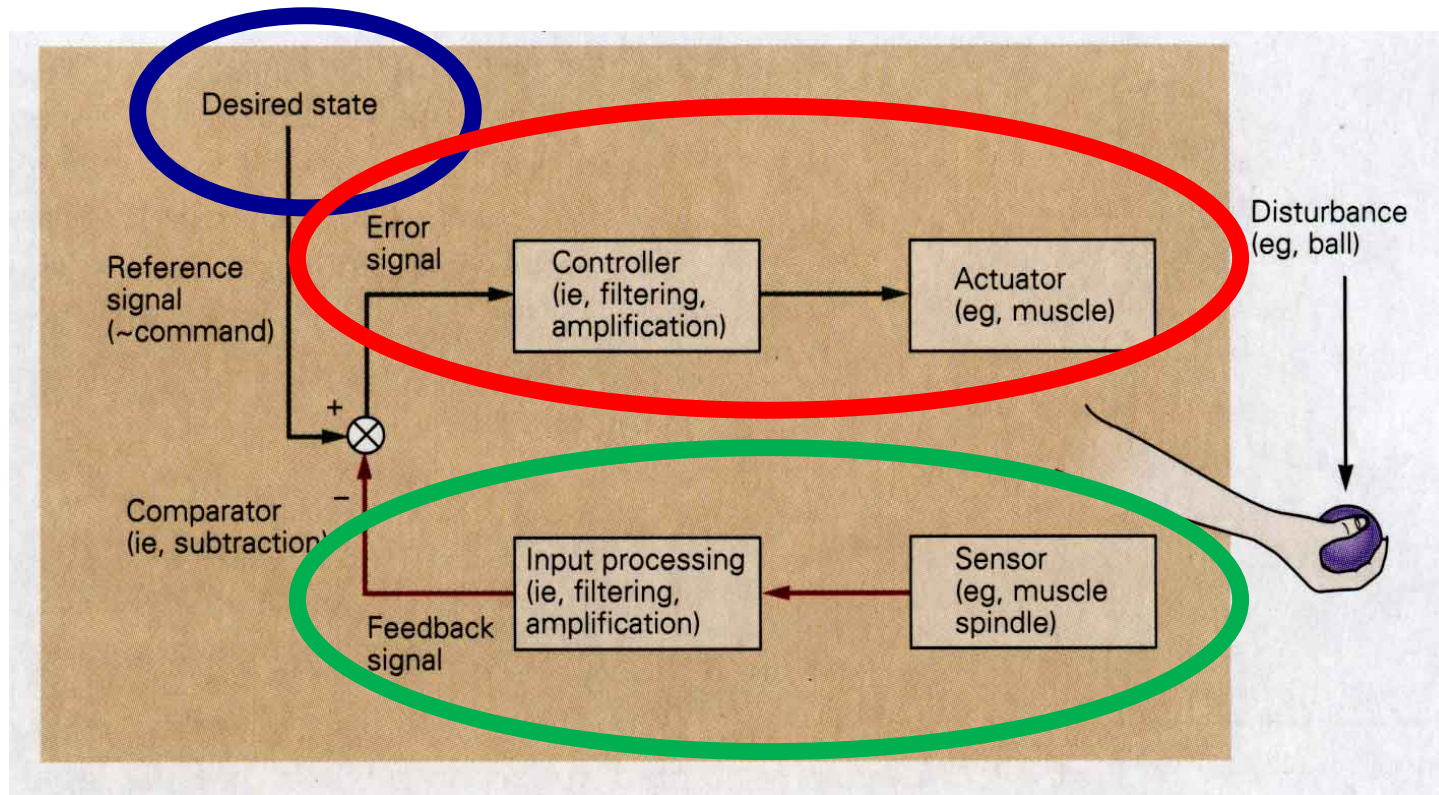 Desired state
Error
signal
Reference
signal
(~command)
Controller
(ie, filtering,
amplification)
Actuator
(eg, muscle)
Disturbance
(eg, ball)
+
−
Comparator
(ie, subtraction)
Input processing
(ie, filtering,
amplification)
Sensor
(eg, muscle
spindle)
Feedback
signal